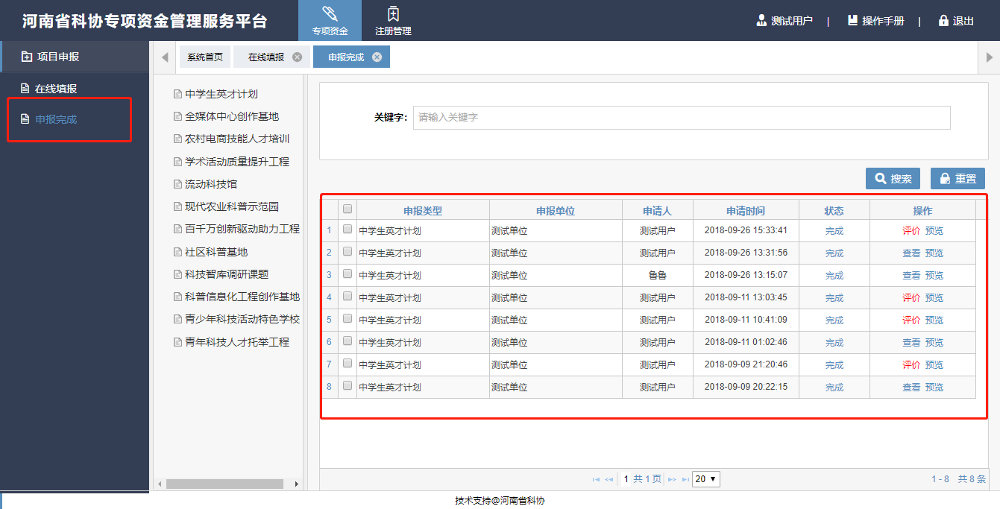 河南省科协专项资金管理服务平台
专项资金
注册管理
测试用户 | 操作手册 | 退出
项目申报
在线填报
申报完成
系统首页 在线填报 申报完成
中学生英才计划
全媒体中心创作基地
农村电商技能人才培训
学术活动质量提升工程
流动科技馆
现代农业科普示范园
百千万创新驱动助力工程
社区科普基地
科技智库调研课题
科普信息化工程创作基地
青少年科技活动特色学校
青年科技人才托举工程
关键字: 请输入关键字
搜索 重置
申报类型 申报单位 申请人 申请时间 状态 操作
1 中学生英才计划 测试单位 测试用户 2018-09-26 15:33:41 完成 评价 预览
2 中学生英才计划 测试单位 测试用户 2018-09-26 13:31:56 完成 查看 预览
3 中学生英才计划 测试单位 鲁鲁 2018-09-26 13:15:07 完成 查看 预览
4 中学生英才计划 测试单位 测试用户 2018-09-11 13:03:45 完成 评价 预览
5 中学生英才计划 测试单位 测试用户 2018-09-11 10:41:09 完成 评价 预览
6 中学生英才计划 测试单位 测试用户 2018-09-11 01:02:46 完成 查看 预览
7 中学生英才计划 测试单位 测试用户 2018-09-09 21:20:46 完成 评价 预览
8 中学生英才计划 测试单位 测试用户 2018-09-09 20:22:15 完成 查看 预览
1 共 1 页 20 1 - 8 共 8 条
技术支持@河南省科协